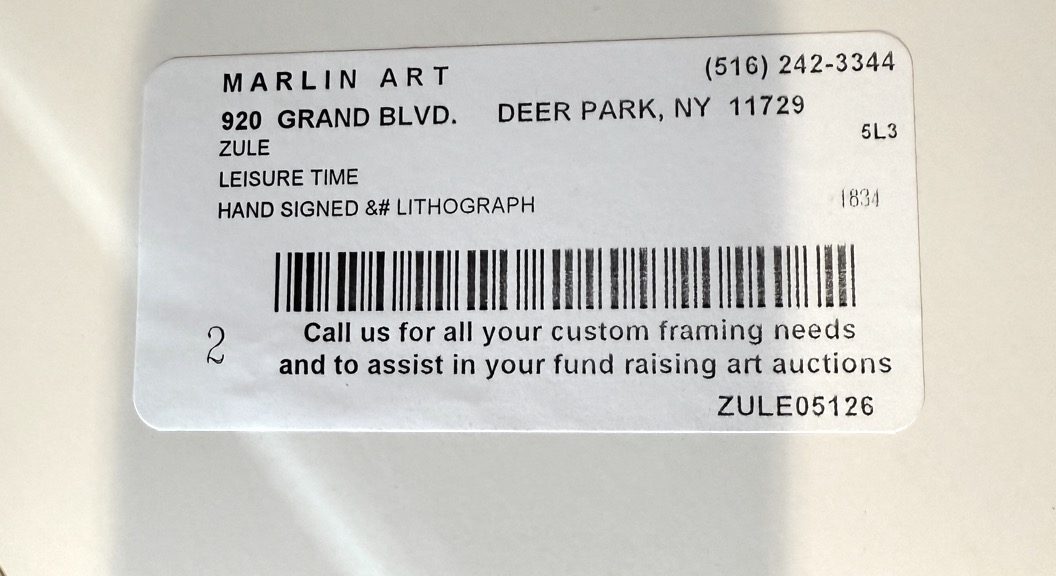 MARLIN ART (516) 242-3344
920 GRAND BLVD. DEER PARK, NY 11729
5L3
ZULE
LEISURE TIME
HAND SIGNED &# LITHOGRAPH
1834
2
Call us for all your custom framing needs
and to assist in your fund raising art auctions
ZULE05126